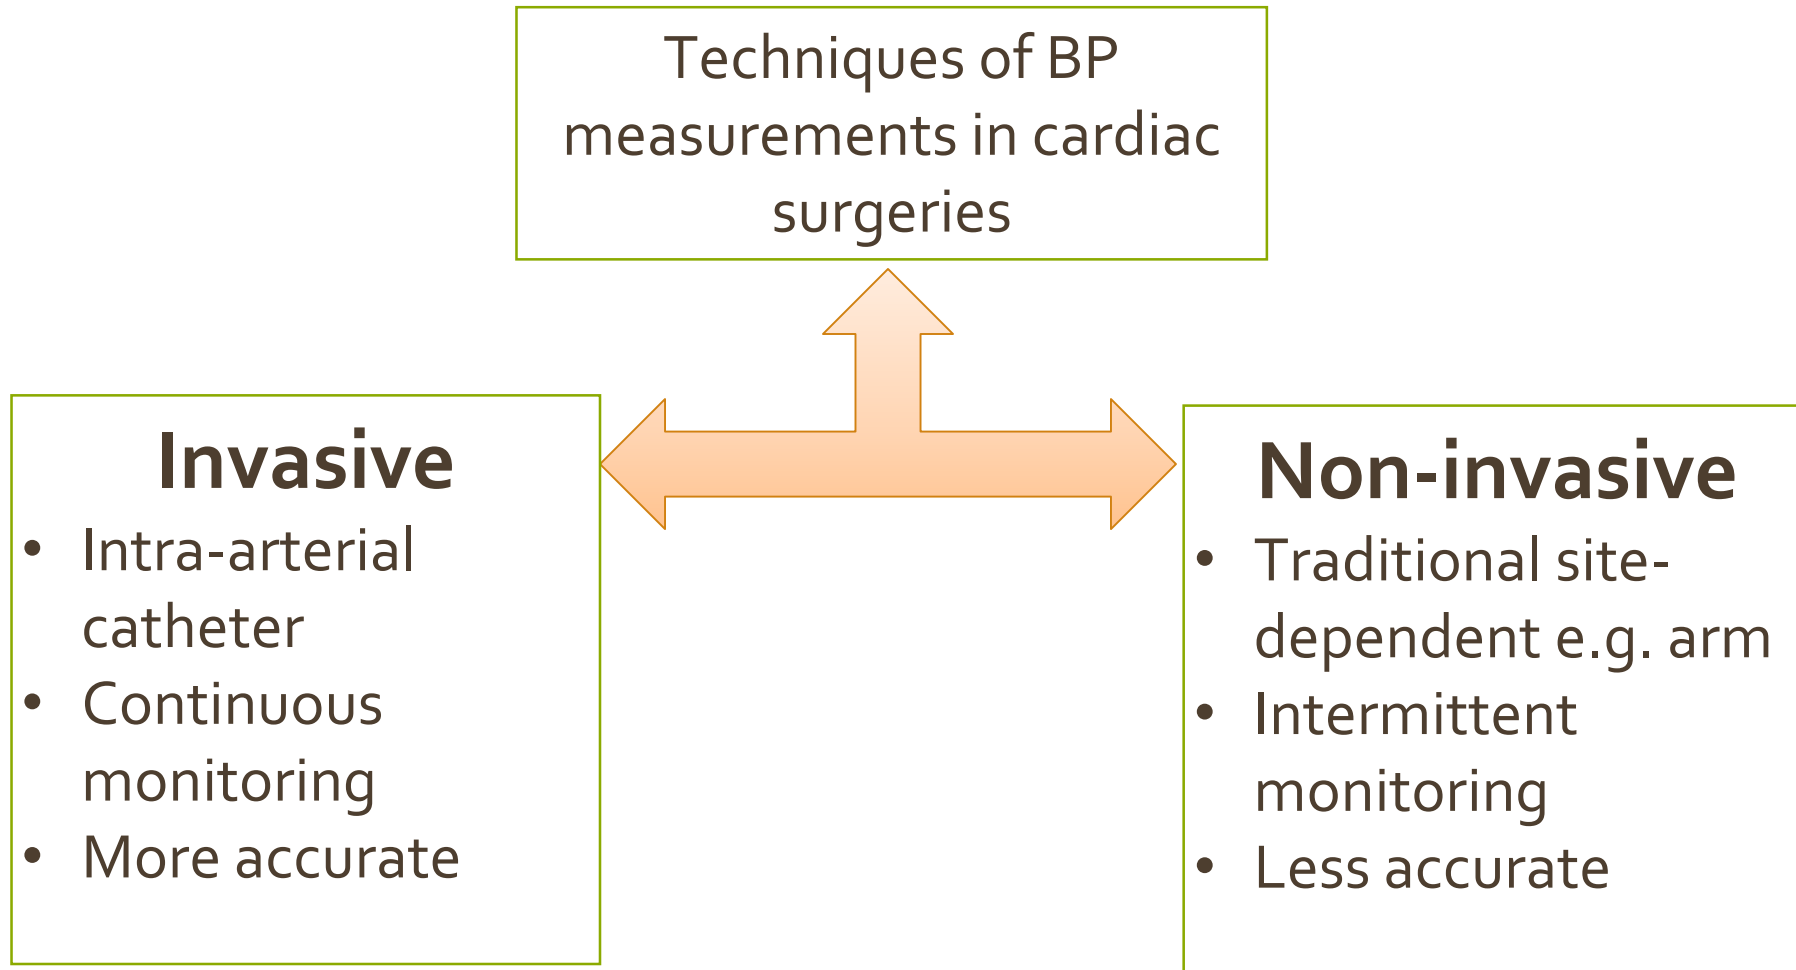 Techniques of BP
measurements in cardiac
surgeries
Invasive
• Intra-arterial
catheter
• Continuous
monitoring
• More accurate
Non-invasive
• Traditional site-
dependent e.g. arm
• Intermittent
monitoring
• Less accurate